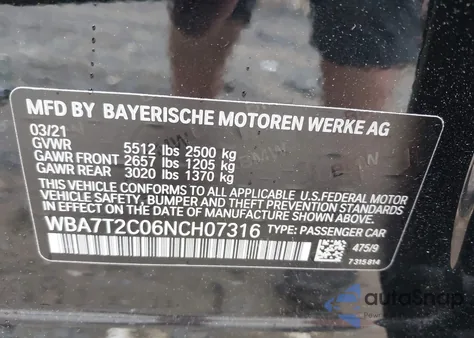 MFD BY BAYERISCHE MOTOREN WERKE AG
03/21
GVWR 5512 lbs 2500 kg
GAWR FRONT 2657 lbs 1205 kg
GAWR REAR 3020 lbs 1370 kg
THIS VEHICLE CONFORMS TO ALL APPLICABLE U.S.FEDERAL MOTOR
VEHICLE SAFETY, BUMPER AND THEFT PREVENTION STANDARDS
IN EFFECT ON THE DATE OF MANUFACTURE SHOWN ABOVE.
WBA7T2C06NCH07316 TYPE: PASSENGER CAR
475/9
7 315 814
autoSnap